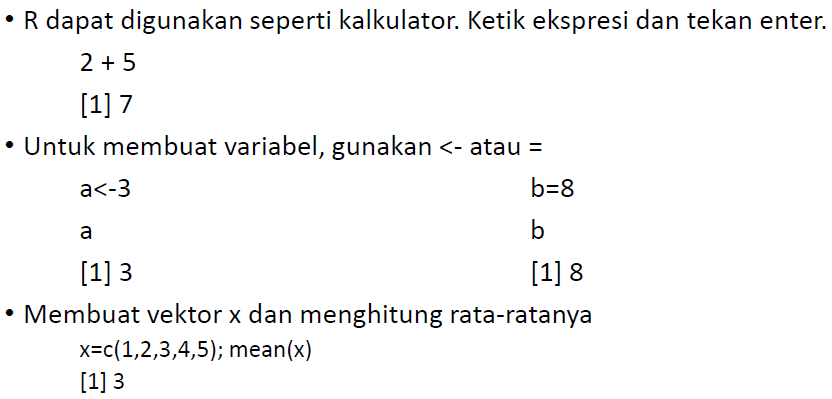 • R dapat digunakan seperti kalkulator. Ketik ekspresi dan tekan enter.
2 + 5
[1] 7
• Untuk membuat variabel, gunakan <- atau =
a<-3 b=8
a b
[1] 3 [1] 8
• Membuat vektor x dan menghitung rata-ratanya
x=c(1,2,3,4,5); mean(x)
[1] 3